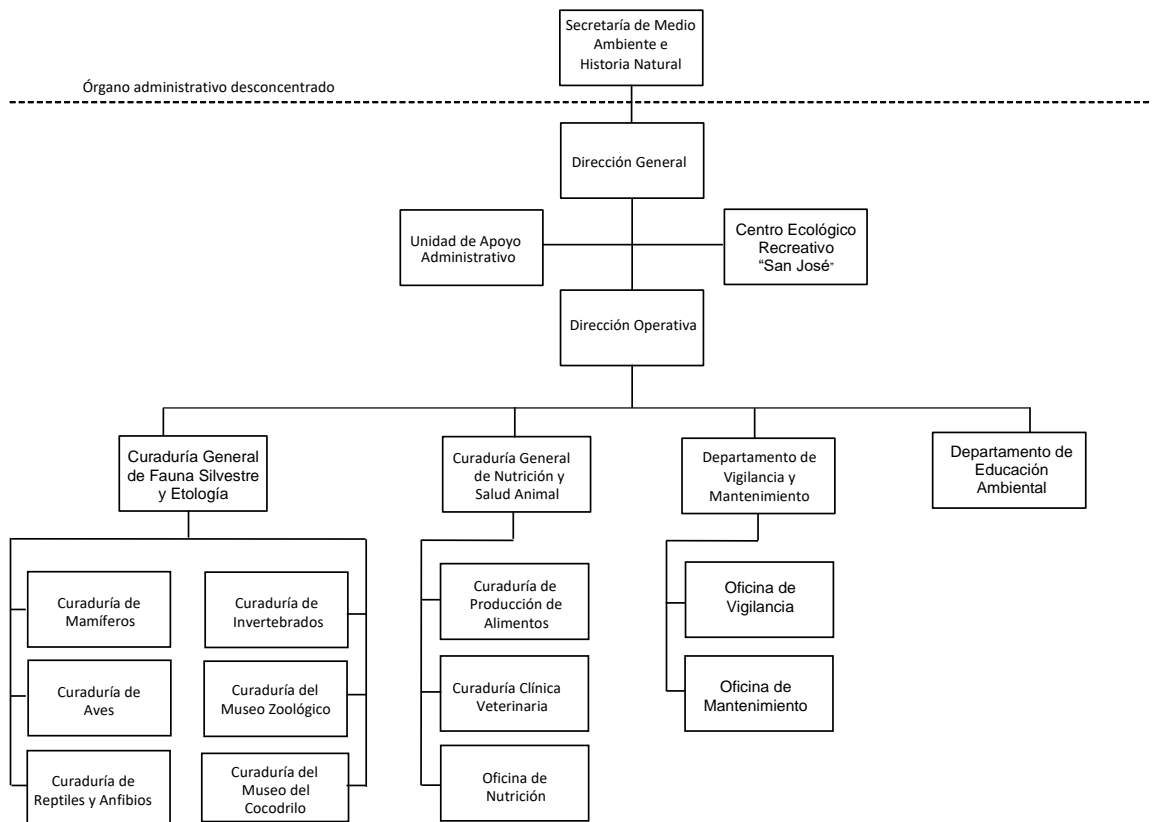 Secretaría de Medio
Ambiente e
Historia Natural
Órgano administrativo desconcentrado
Dirección General
Unidad de Apoyo
Administrativo
Centro Ecológico
Recreativo
“San José”
Dirección Operativa
Curaduría General
de Fauna Silvestre
y Etología
Curaduría General
de Nutrición y
Salud Animal
Departamento de
Vigilancia y
Mantenimiento
Departamento de
Educación
Ambiental
Curaduría de
Mamíferos
Curaduría de
Invertebrados
Curaduría de
Producción de
Alimentos
Oficina de
Vigilancia
Curaduría de
Aves
Curaduría del
Museo Zoológico
Curaduría Clínica
Veterinaria
Oficina de
Mantenimiento
Curaduría de
Reptiles y Anfibios
Curaduría del
Museo del
Cocodrilo
Oficina de
Nutrición